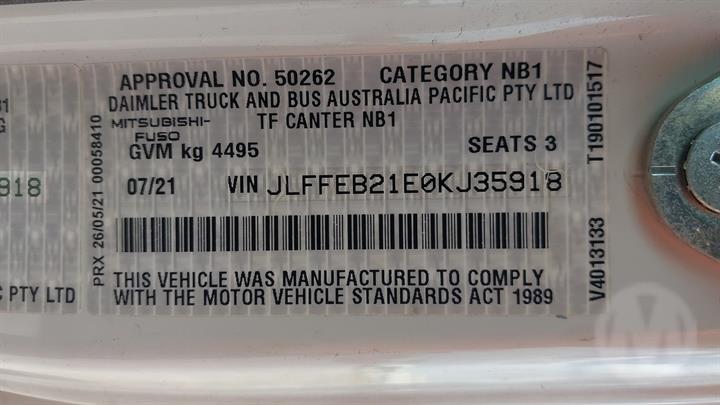 APPROVAL NO. 50262 CATEGORY NB1
DAIMLER TRUCK AND BUS AUSTRALIA PACIFIC PTY LTD
MITSUBISHI-
FUSO
TF CANTER NB1
GVM kg 4495 SEATS 3
07/21 VIN JLFFEB21E0KJ35918
THIS VEHICLE WAS MANUFACTURED TO COMPLY
WITH THE MOTOR VEHICLE STANDARDS ACT 1989
PRX 26/05/21 00058410
V4013133 T190101517
5918
C PTY LTD